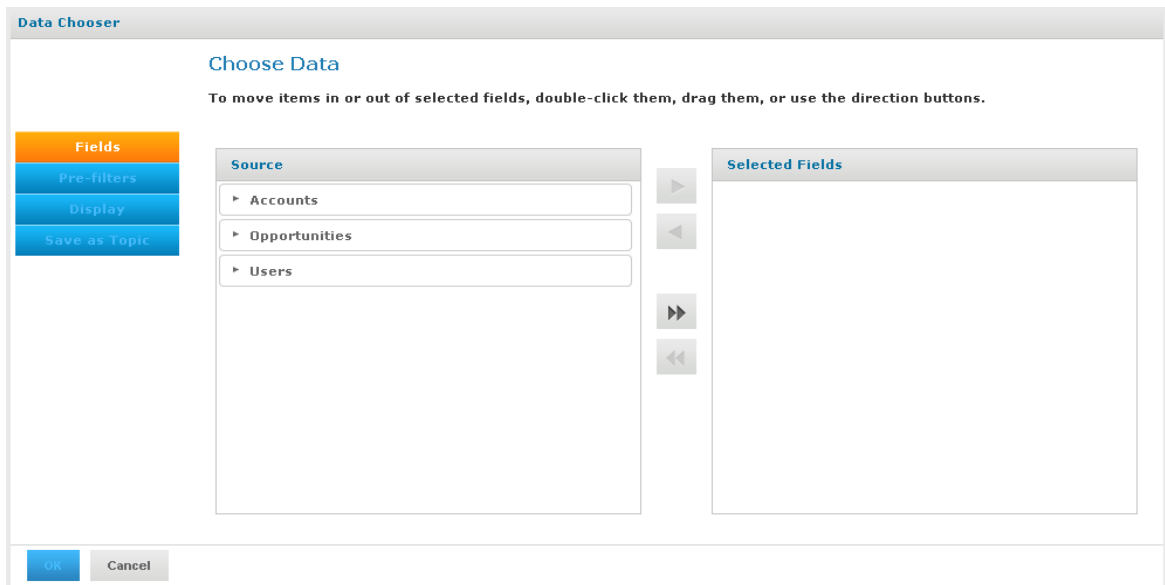 Data Chooser
Choose Data
To move items in or out of selected fields, double-click them, drag them, or use the direction buttons.
Fields
Pre-filters
Display
Save as Topic
Source
Accounts
Opportunities
Users
Selected Fields
OK
Cancel